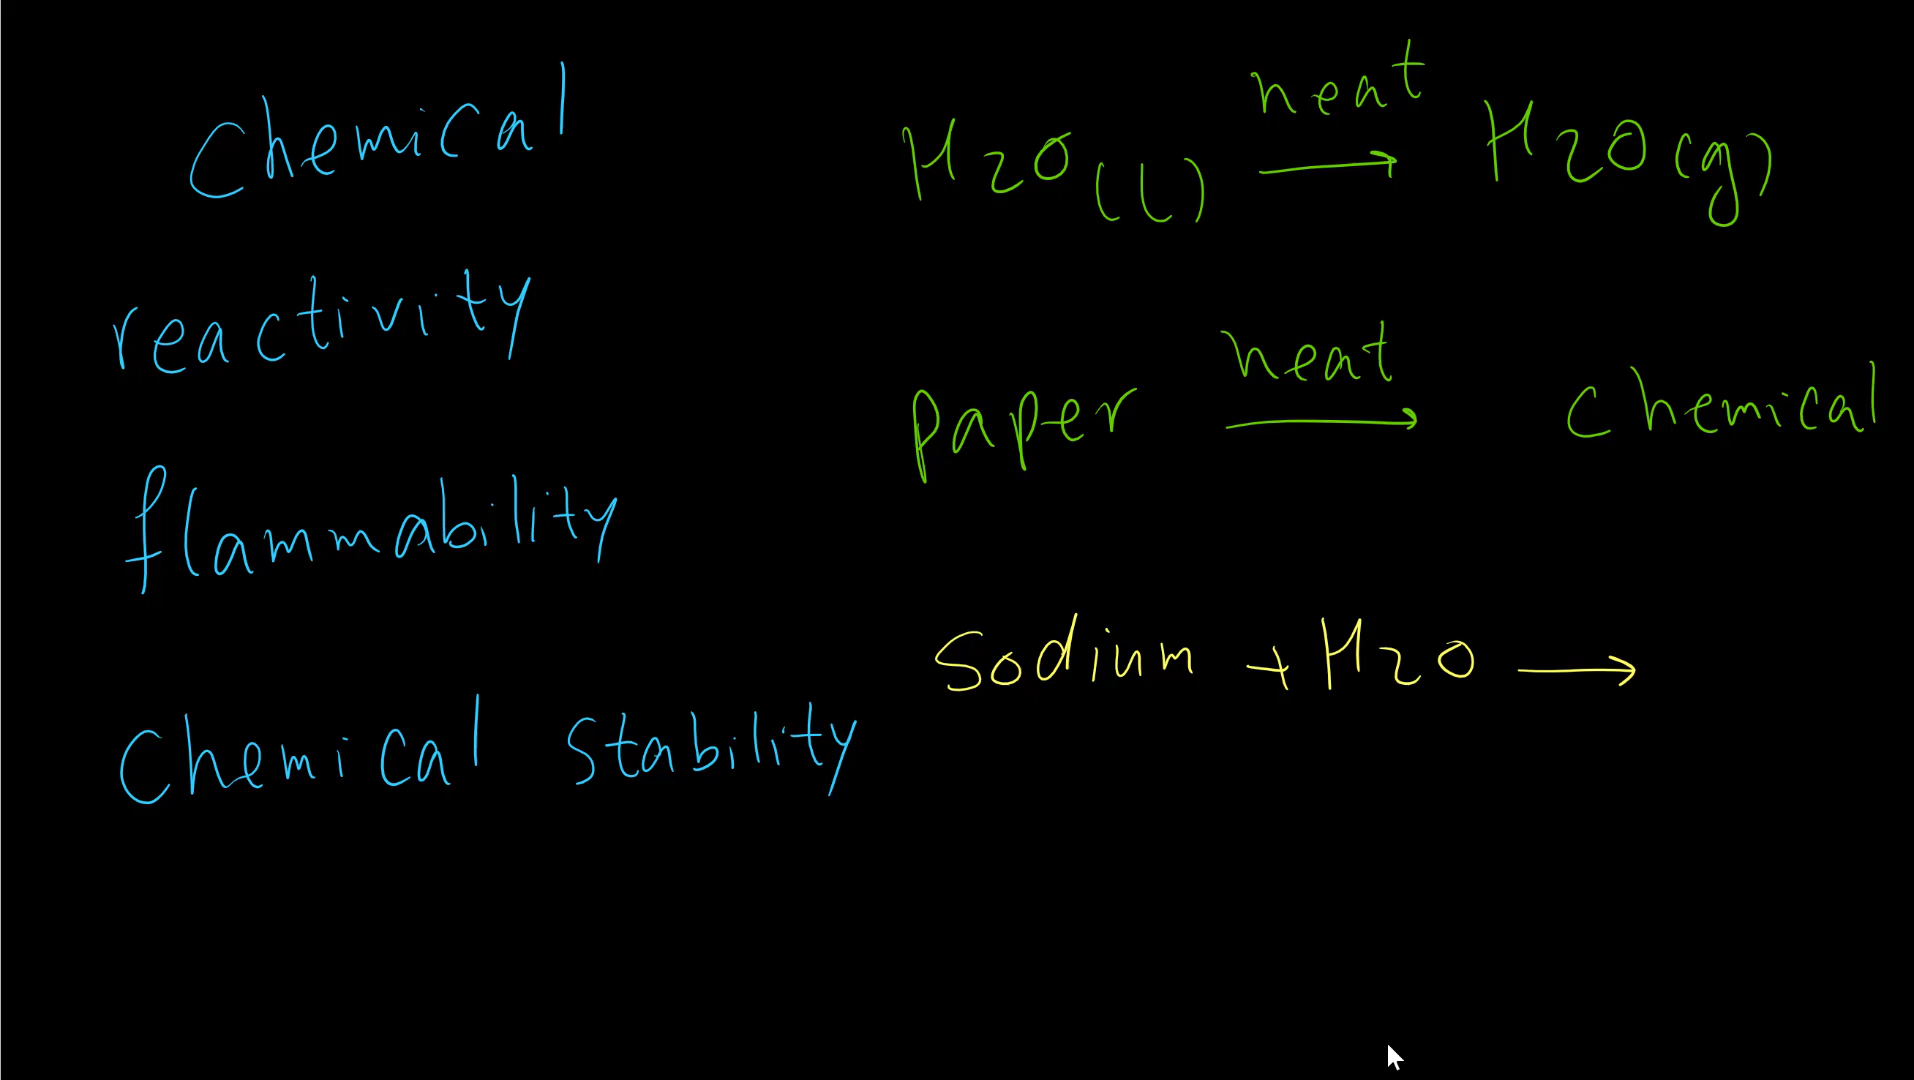 Chemical
reactivity
flammability
Chemical stability
heat
H2O(l) → H2O(g)
heat
paper → chemical
Sodium + H2O →